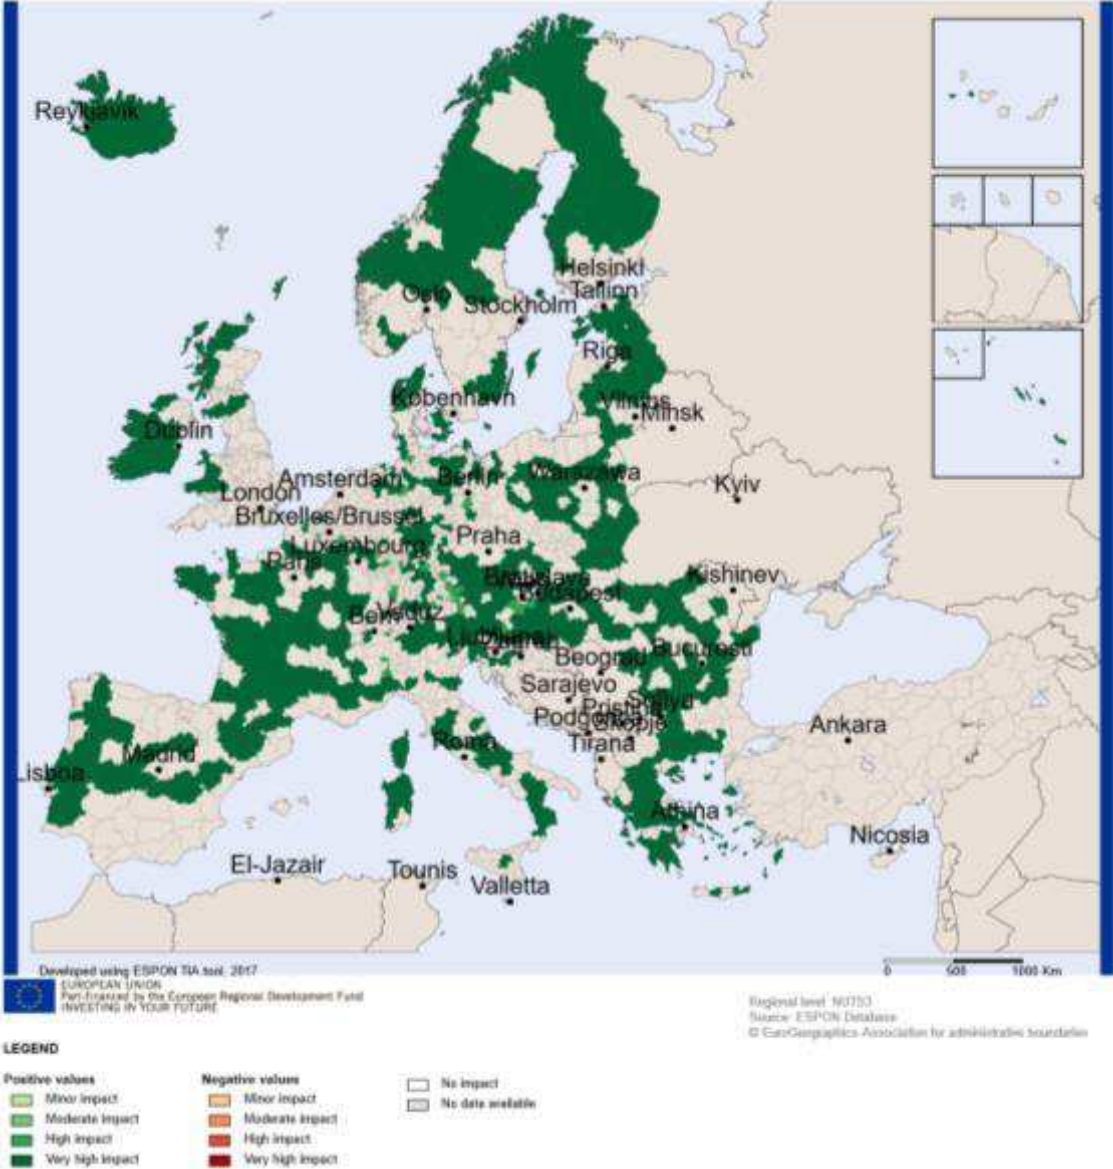 Reykjavik
Helsinki
Oslo
Tallinn
Stockholm
Riga
København
Vilnius
Minsk
Dublin
Amsterdam
Berlin
Warszawa
London
Kyiv
Bruxelles/Brussel
Luxembourg
Praha
Paris
Bratislava
Kishinev
Budapest
Bern
Vaduz
Ljubljana
Bucuresti
Beograd
Sarajevo
Sofiya
Pristina
Podgorica
Skopje
Ankara
Roma
Tirana
Madrid
Lisboa
Athina
Nicosia
El-Jazair
Tounis
Valletta
Developed using ESPON TIA tool, 2017
0 500 1000 Km
EUROPEAN UNION
Part-financed by the European Regional Development Fund
INVESTING IN YOUR FUTURE
Regional level: NUTS3
Source: ESPON Database
© EuroGeographics Association for administrative boundaries
LEGEND
Positive values
Minor impact
Moderate impact
High impact
Very high impact
Negative values
Minor impact
Moderate impact
High impact
Very high impact
No impact
No data available